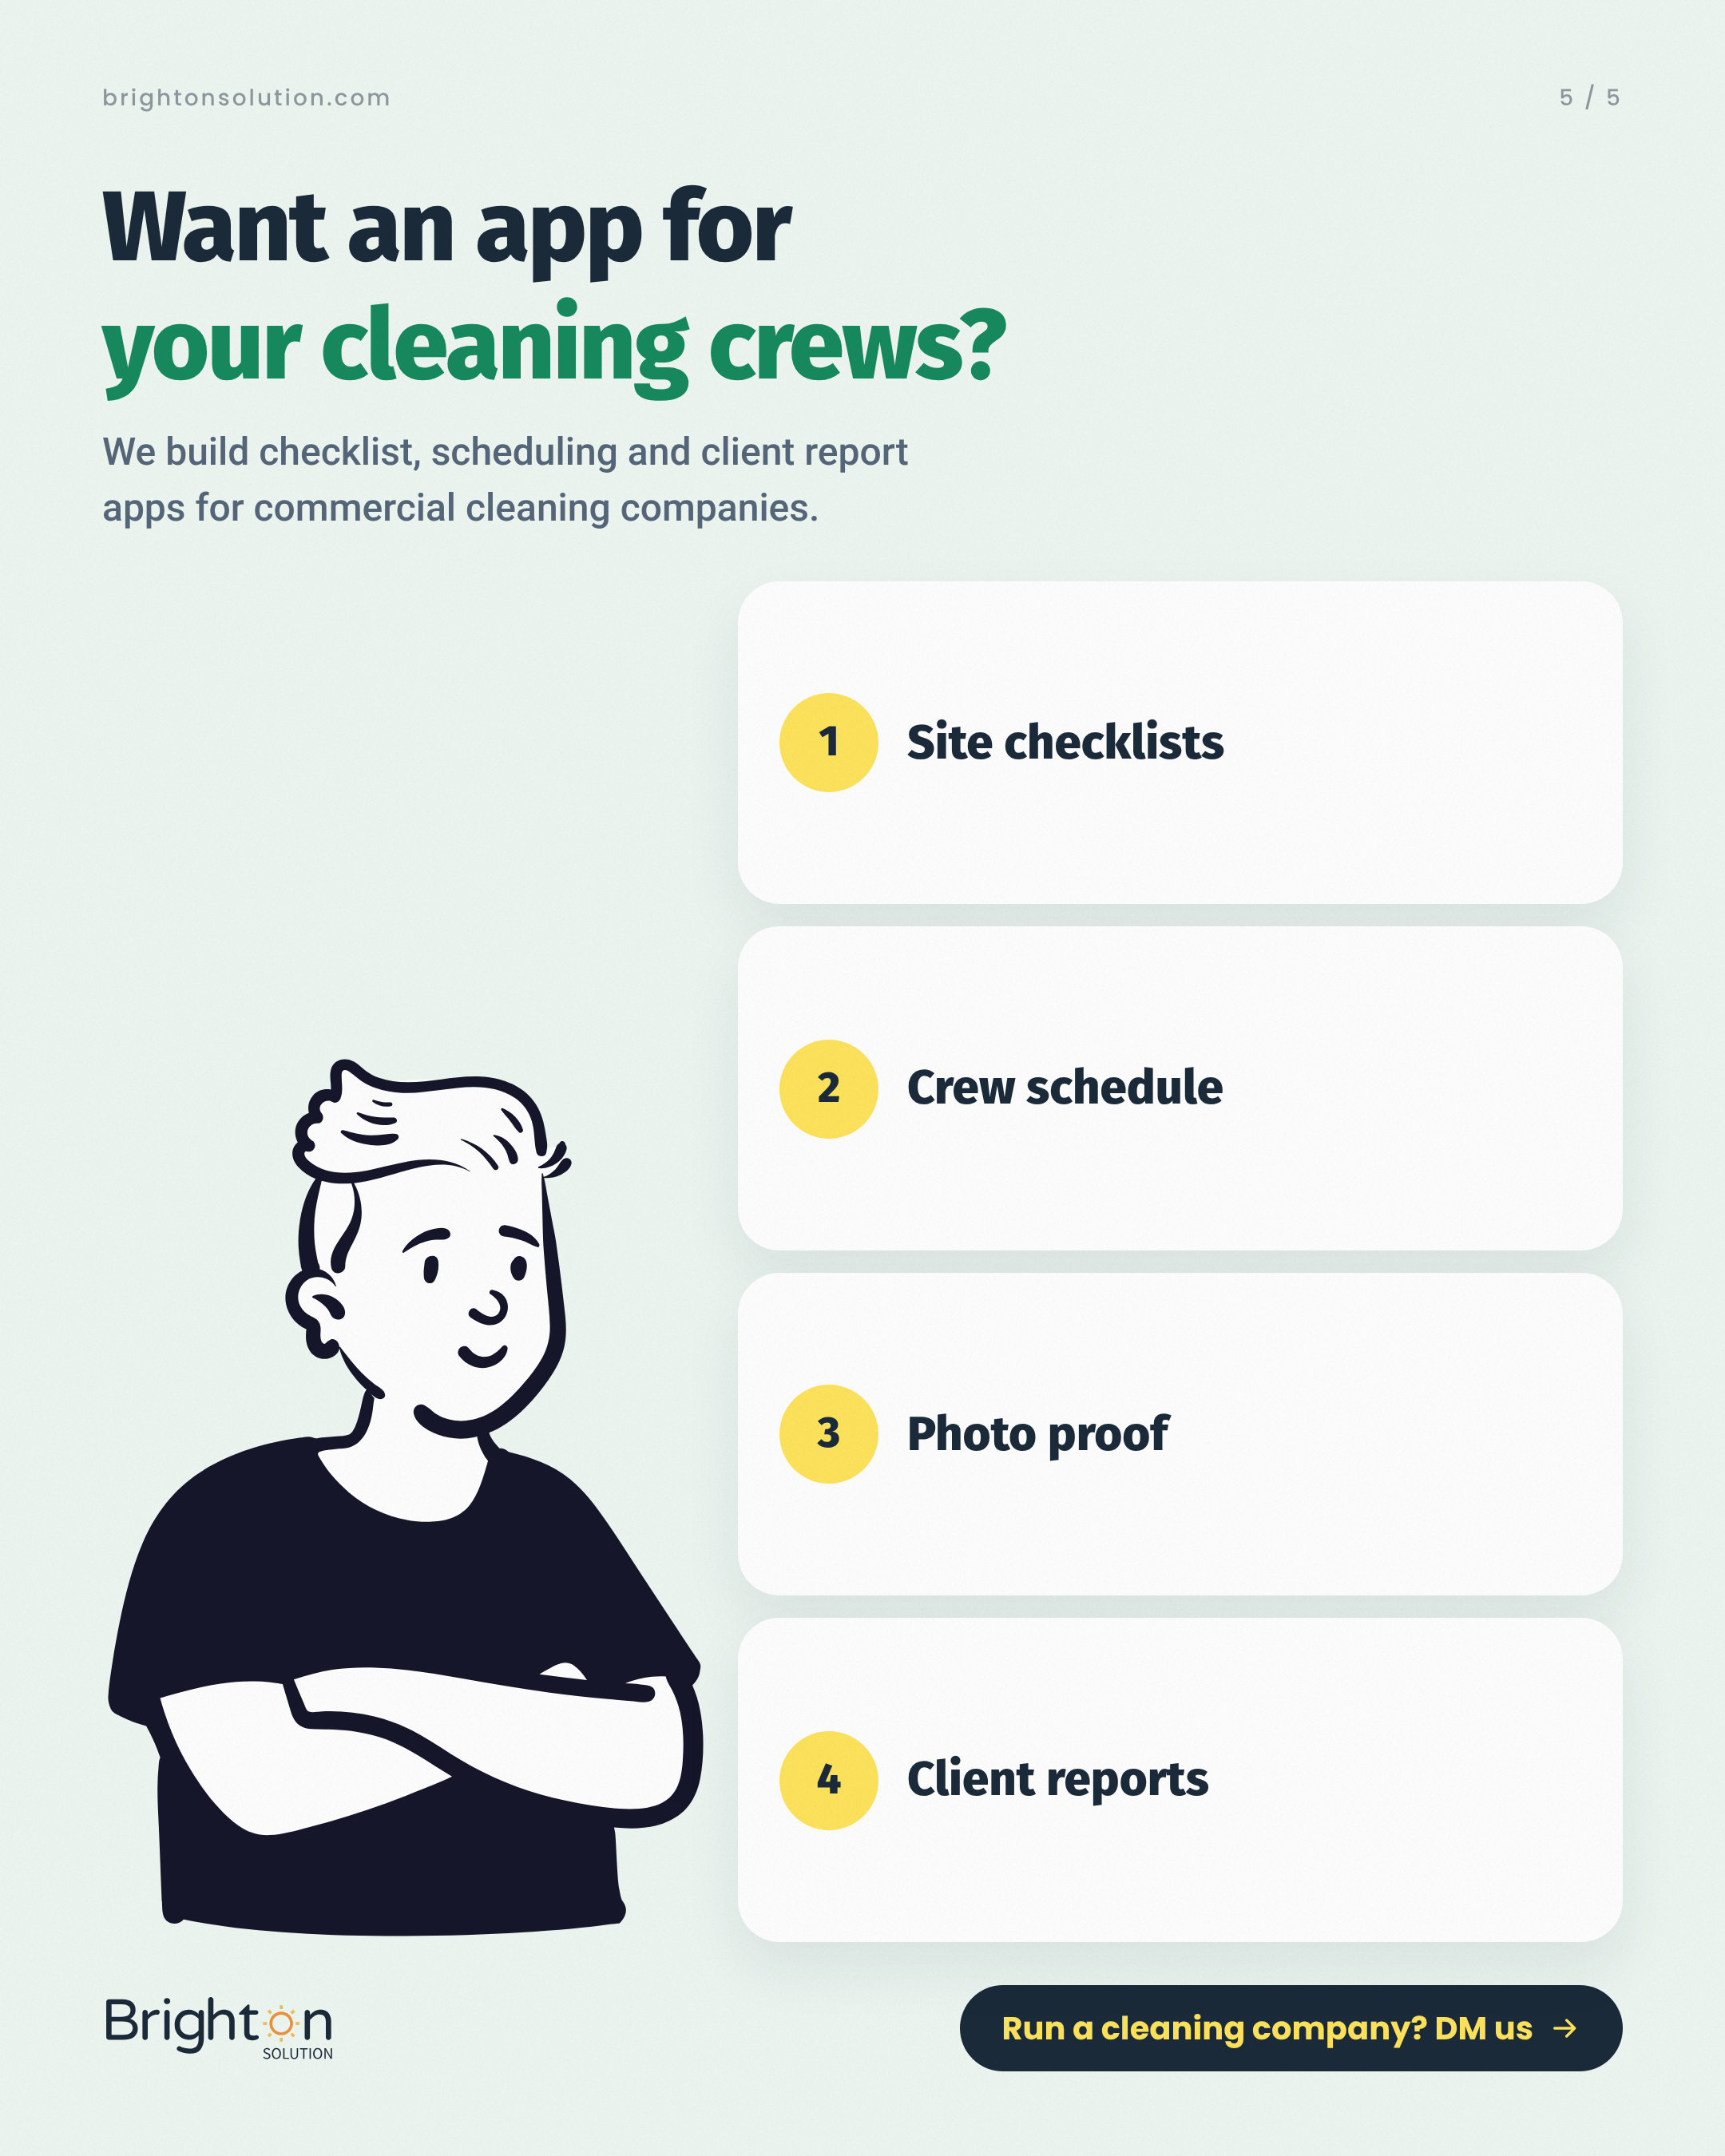 brightonsolution.com
5 / 5
Want an app for
your cleaning crews?
We build checklist, scheduling and client report
apps for commercial cleaning companies.
1 Site checklists
2 Crew schedule
3 Photo proof
4 Client reports
Brighton
SOLUTION
Run a cleaning company? DM us →